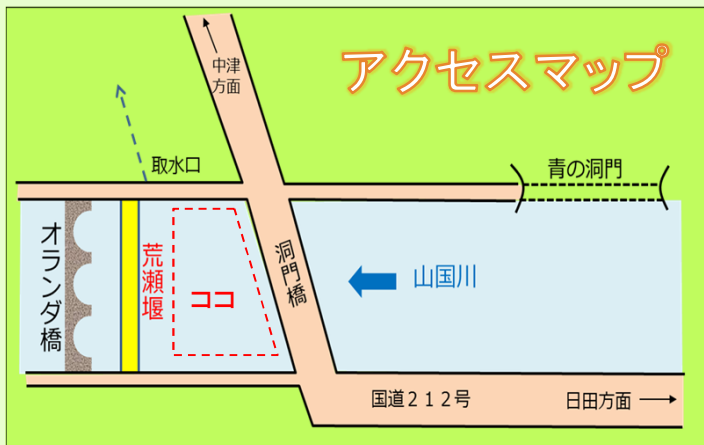 アクセスマップ
中津
方面
取水口
青の洞門
オランダ橋
荒瀬堰
ココ
洞門橋
山国川
国道212号
日田方面